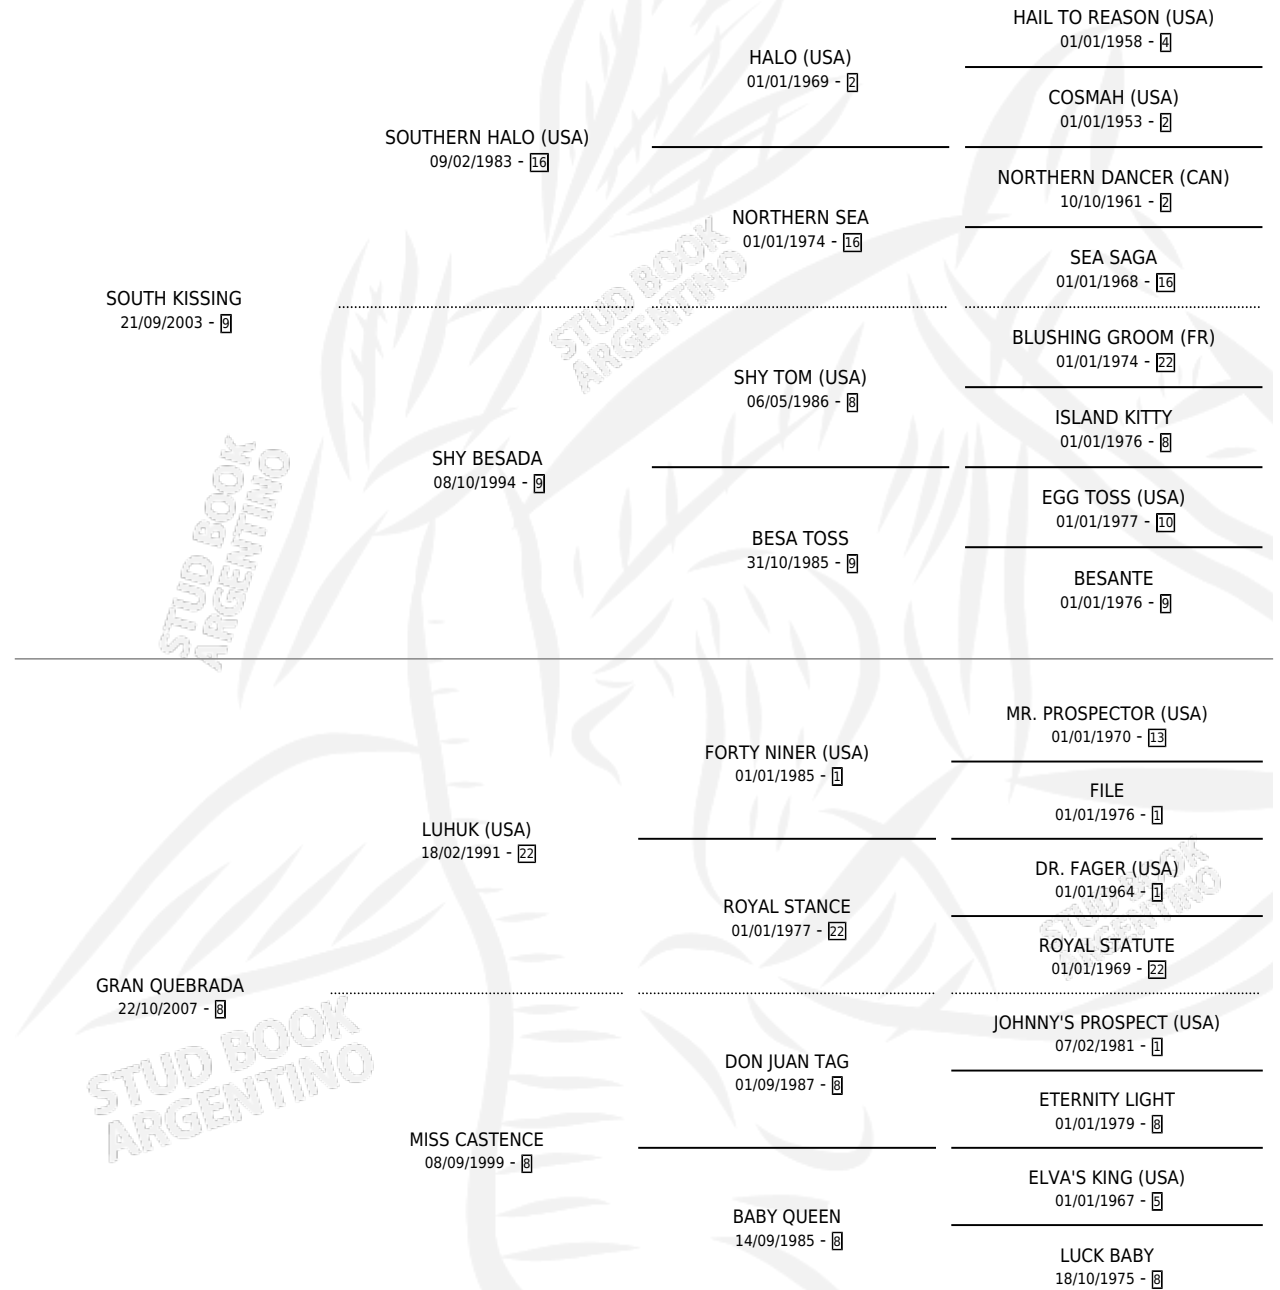 HAIL TO REASON (USA)
01/01/1958 - 4
HALO (USA)
01/01/1969 - 2
COSMAH (USA)
01/01/1953 - 2
SOUTHERN HALO (USA)
09/02/1983 - 16
NORTHERN DANCER (CAN)
10/10/1961 - 2
NORTHERN SEA
01/01/1974 - 16
SEA SAGA
01/01/1968 - 16
SOUTH KISSING
21/09/2003 - 9
STUD BOOK
ARGENTINO
BLUSHING GROOM (FR)
01/01/1974 - 22
SHY TOM (USA)
06/05/1986 - 8
ISLAND KITTY
01/01/1976 - 8
SHY BESADA
08/10/1994 - 9
EGG TOSS (USA)
01/01/1977 - 10
BESA TOSS
31/10/1985 - 9
BESANTE
01/01/1976 - 9
STUD BOOK
ARGENTINO
MR. PROSPECTOR (USA)
01/01/1970 - 13
FORTY NINER (USA)
01/01/1985 - 1
FILE
01/01/1976 - 1
LUHUK (USA)
18/02/1991 - 22
DR. FAGER (USA)
01/01/1964 - 1
ROYAL STANCE
01/01/1977 - 22
ROYAL STATUTE
01/01/1969 - 22
STUD BOOK
ARGENTINO
GRAN QUEBRADA
22/10/2007 - 8
STUD BOOK
ARGENTINO
JOHNNY'S PROSPECT (USA)
07/02/1981 - 1
DON JUAN TAG
01/09/1987 - 8
ETERNITY LIGHT
01/01/1979 - 8
MISS CASTENCE
08/09/1999 - 8
ELVA'S KING (USA)
01/01/1967 - 5
BABY QUEEN
14/09/1985 - 8
LUCK BABY
18/10/1975 - 8